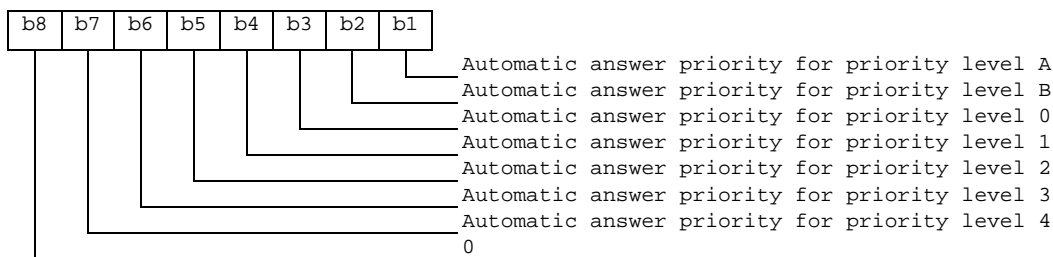 b8 b7 b6 b5 b4 b3 b2 b1
Automatic answer priority for priority level A
Automatic answer priority for priority level B
Automatic answer priority for priority level 0
Automatic answer priority for priority level 1
Automatic answer priority for priority level 2
Automatic answer priority for priority level 3
Automatic answer priority for priority level 4
0